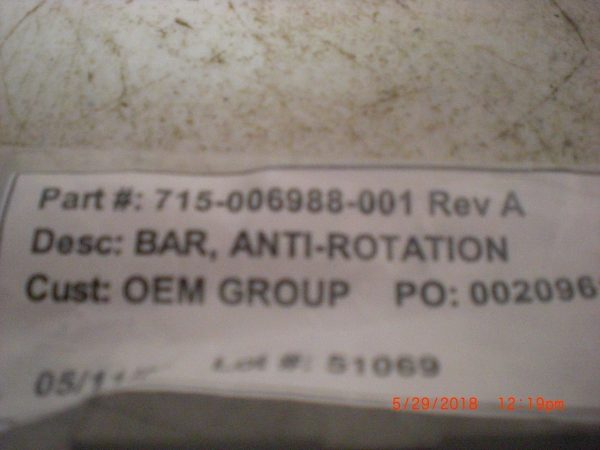 Part #: 715-006988-001 Rev A
Desc: BAR, ANTI-ROTATION
Cust: OEM GROUP PO: 0020961
Lot #: 51069
5/29/2018 12:19pm